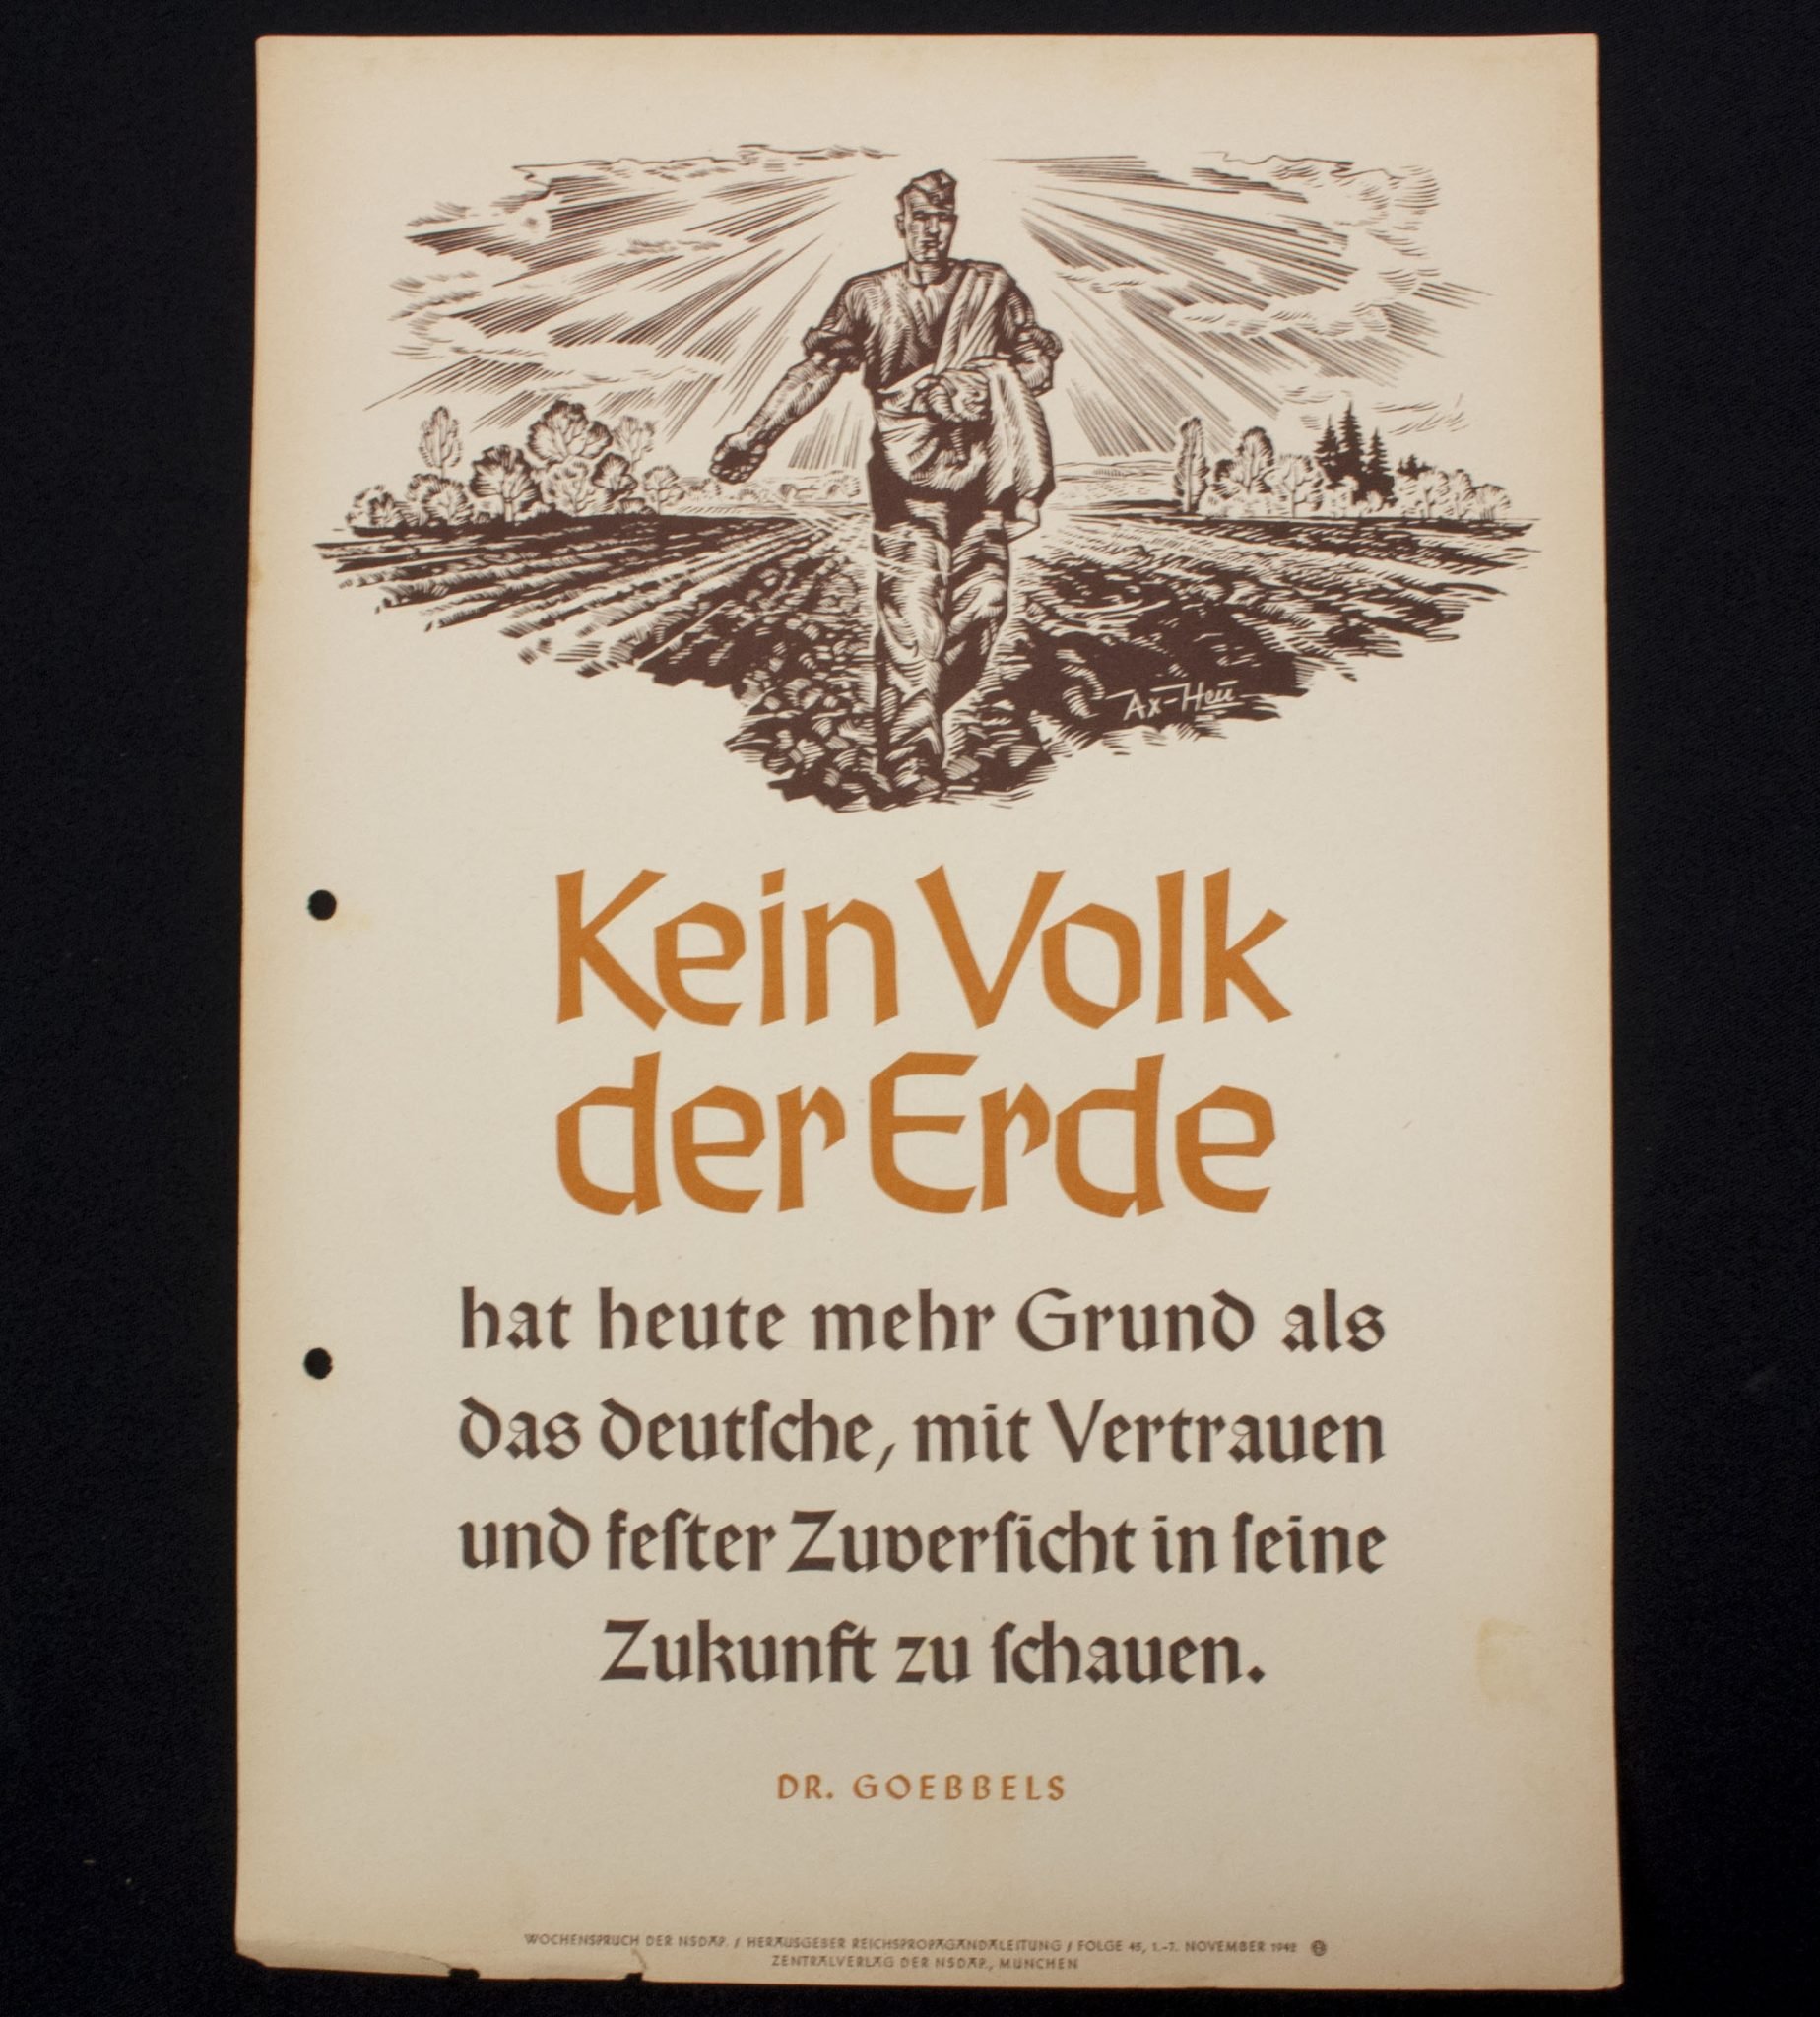 Ax-Heu
Kein Volk
der Erde
hat heute mehr Grund als
das deutſche, mit Vertrauen
und feſter Zuverſicht in ſeine
Zukunft zu ſchauen.
DR. GOEBBELS
WOCHENSPRUCH DER NSDAP. / HERAUSGEBER REICHSPROPAGANDALEITUNG / FOLGE 45, 1.-7. NOVEMBER 1942
ZENTRALVERLAG DER NSDAP., MÜNCHEN